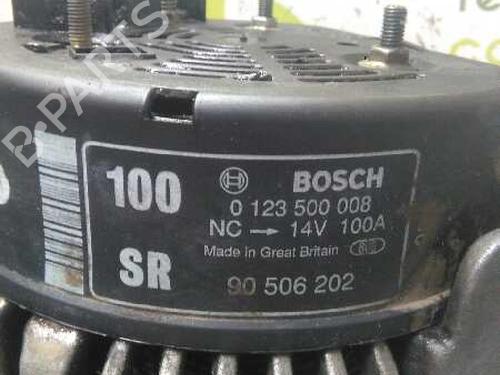 100
BOSCH
0 123 500 008
NC → 14V 100A
Made in Great Britain
SR
90 506 202
B-PARTS